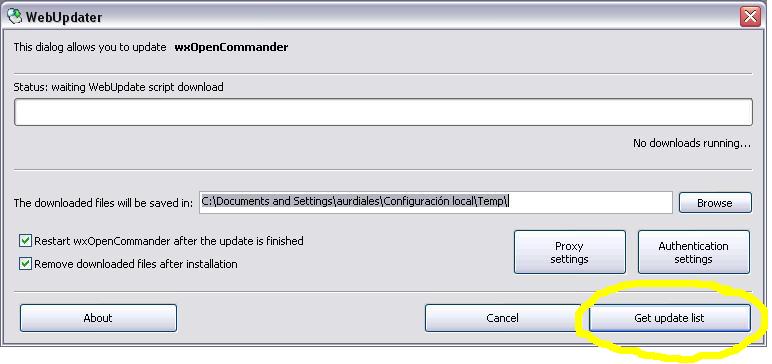 WebUpdater
This dialog allows you to update wxOpenCommander
Status: waiting WebUpdate script download
No downloads running...
The downloaded files will be saved in: C:\Documents and Settings\aurdiales\Configuración local\Temp\ Browse
Restart wxOpenCommander after the update is finished
Remove downloaded files after installation
Proxy
settings
Authentication
settings
About Cancel Get update list